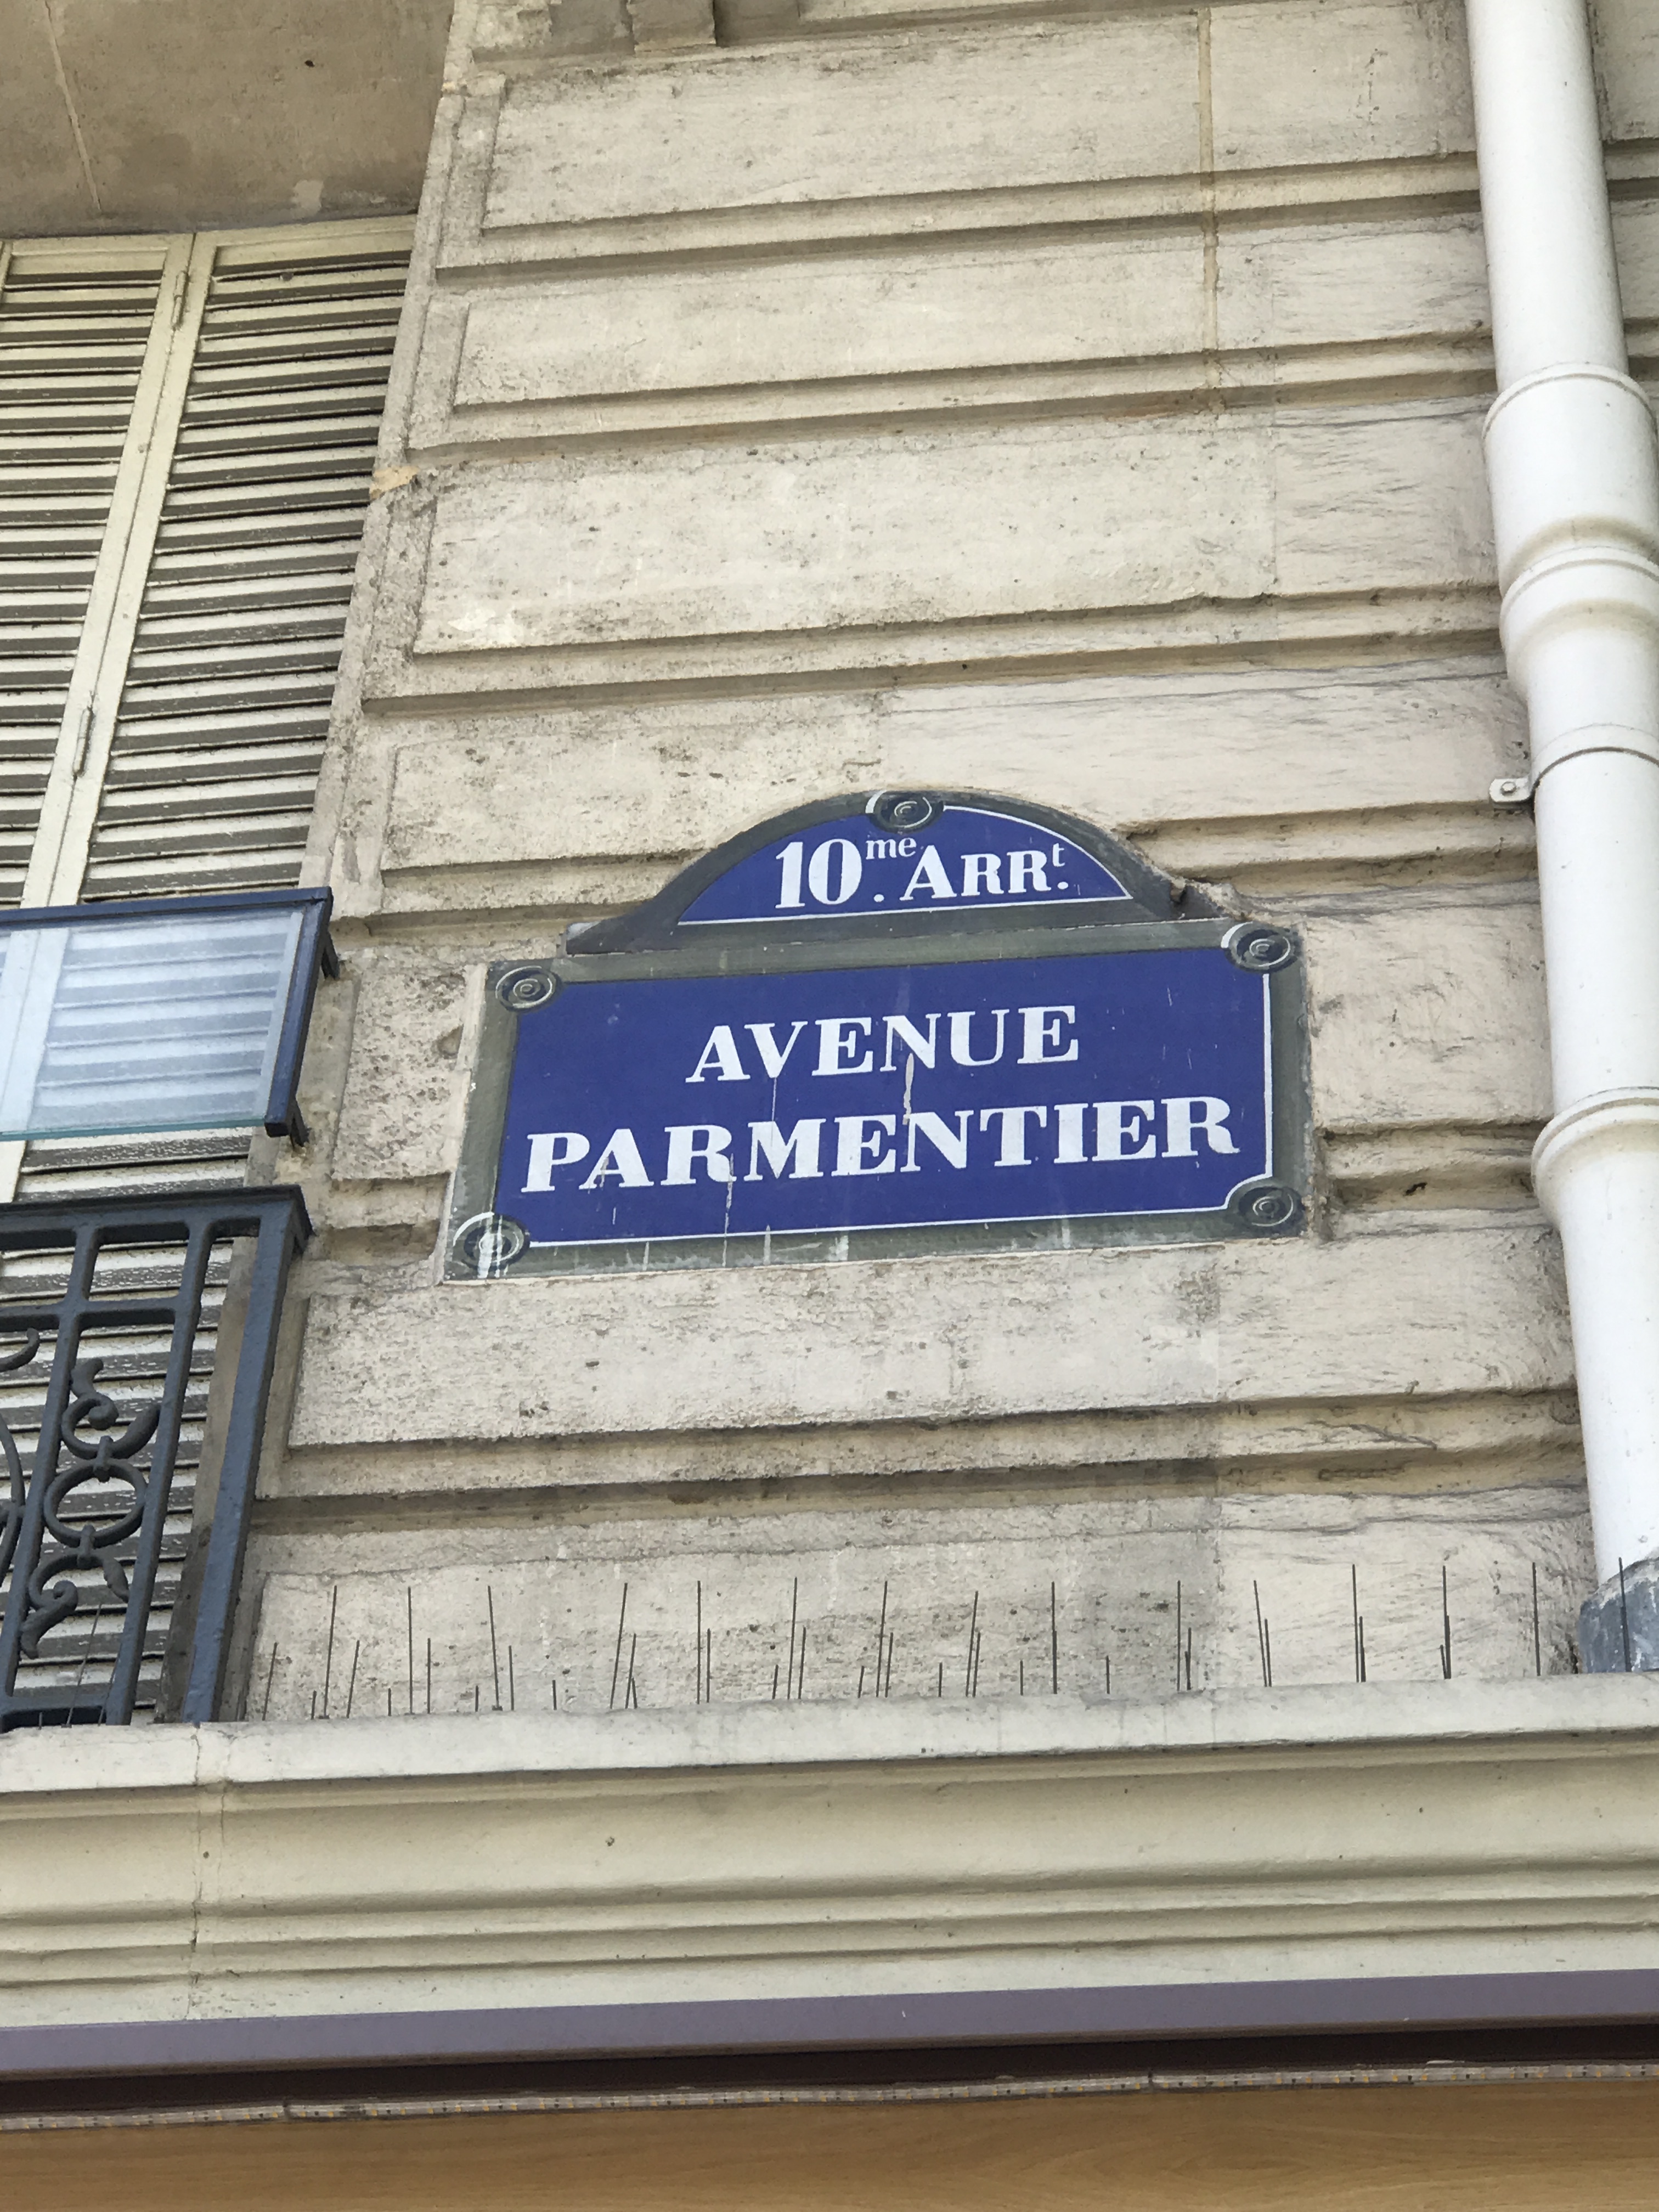 10me. ARRt.
AVENUE
PARMENTIER